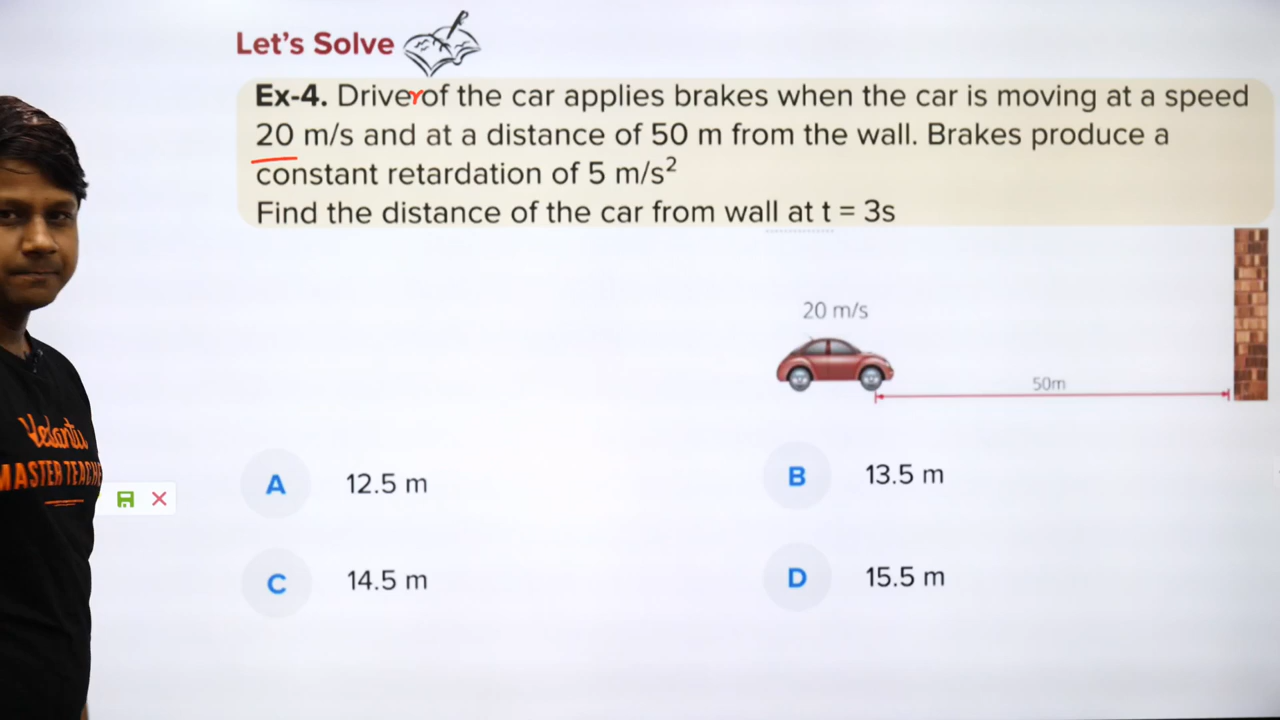 Let's Solve
Ex-4. Driver of the car applies brakes when the car is moving at a speed
20 m/s and at a distance of 50 m from the wall. Brakes produce a
constant retardation of 5 m/s²
Find the distance of the car from wall at t = 3s
20 m/s
50m
A 12.5 m
B 13.5 m
C 14.5 m
D 15.5 m
Vedantu
MASTER TEACHE